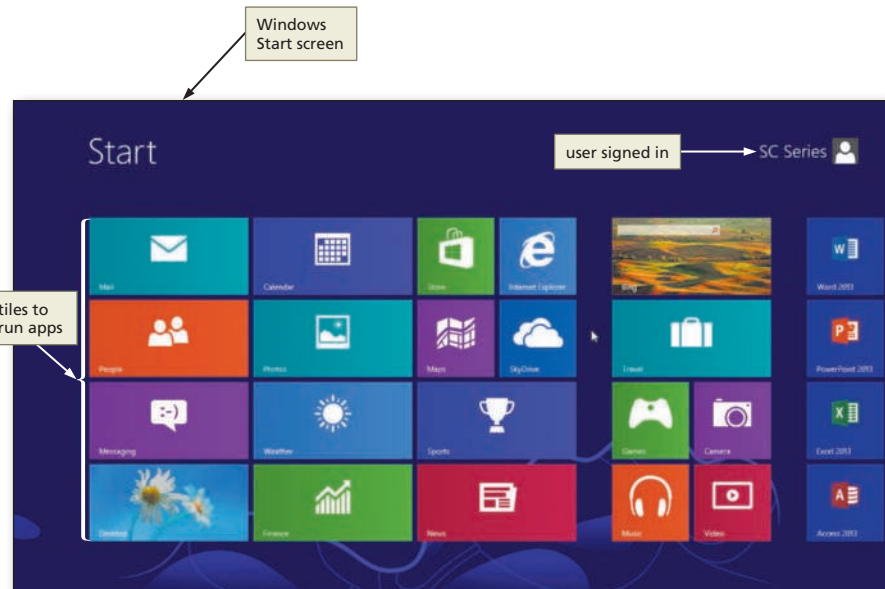 Windows
Start screen
Start
user signed in
SC Series
Mail
Calendar
Store
Internet Explorer
Bing
Word 2013
tiles to
run apps
People
Photos
Maps
SkyDrive
Travel
PowerPoint 2013
Messaging
Weather
Sports
Games
Camera
Excel 2013
Desktop
Finance
News
Music
Video
Access 2013